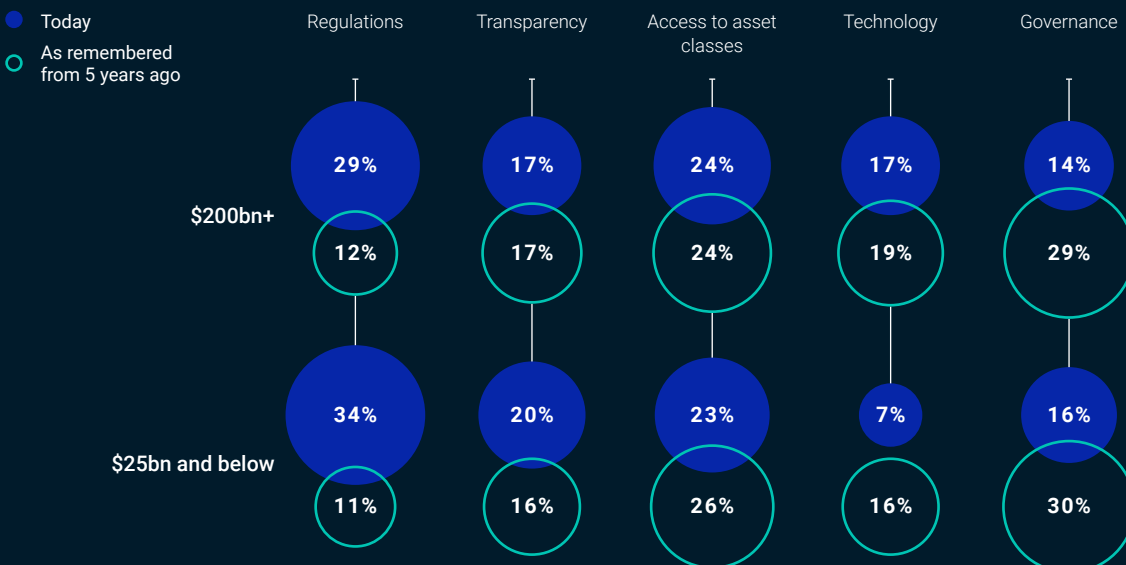 Today
As remembered
from 5 years ago
Regulations
Transparency
Access to asset
classes
Technology
Governance
$200bn+
29%
17%
24%
17%
14%
12%
17%
24%
19%
29%
$25bn and below
34%
20%
23%
7%
16%
11%
16%
26%
16%
30%